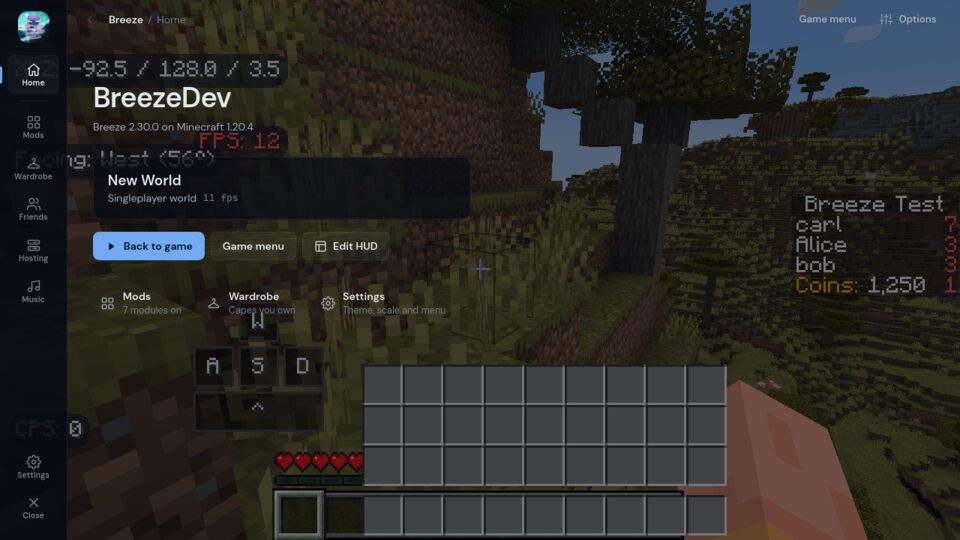 Breeze / Home
Game menu
Options
Home
XYZ: -92.5 / 128.0 / 3.5
BreezeDev
Breeze 2.30.0 on Minecraft 1.20.4
FPS: 12
Mods
Facing: West (56°)
Wardrobe
New World
Singleplayer world 11 fps
Friends
Breeze Test
carl 7
Alice 3
bob 3
Coins: 1,250 1
Hosting
Back to game
Game menu
Edit HUD
Music
Mods
7 modules on
Wardrobe
Capes you own
Settings
Theme, scale and menu
W
A S D
^
CPS: 0
Settings
Close